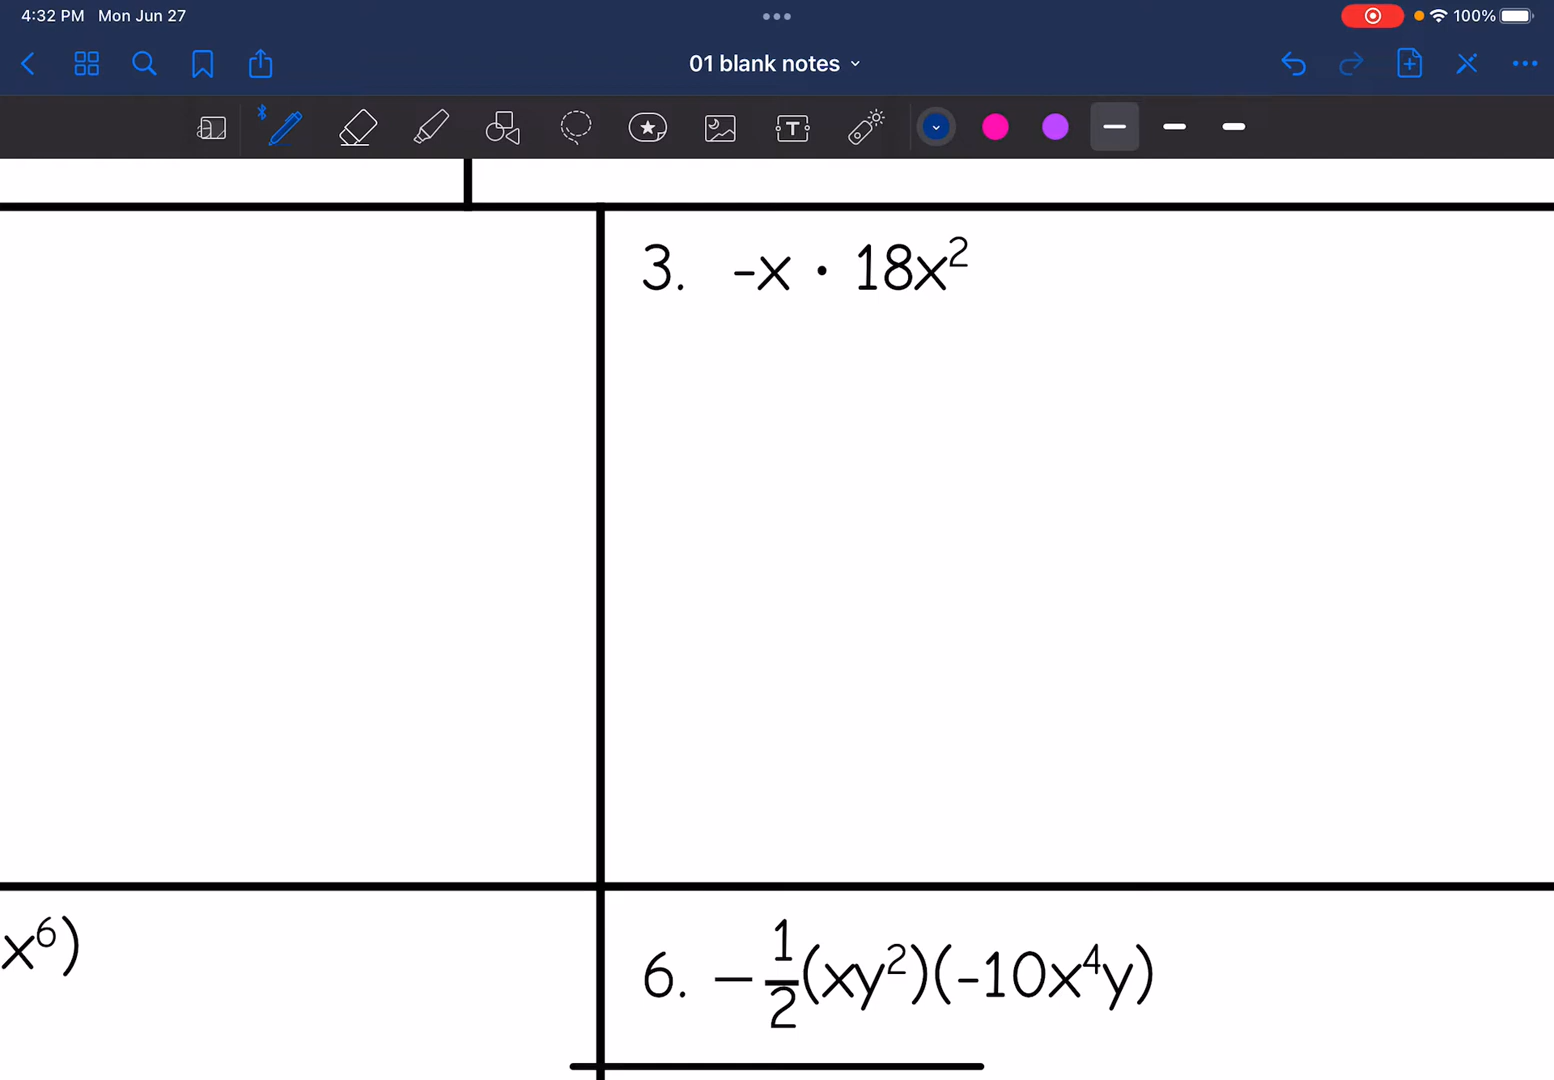 4:32 PM Mon Jun 27
100%
01 blank notes
T
3. -x · 18x²
x⁶)
6. −1/2(xy²)(-10x⁴y)